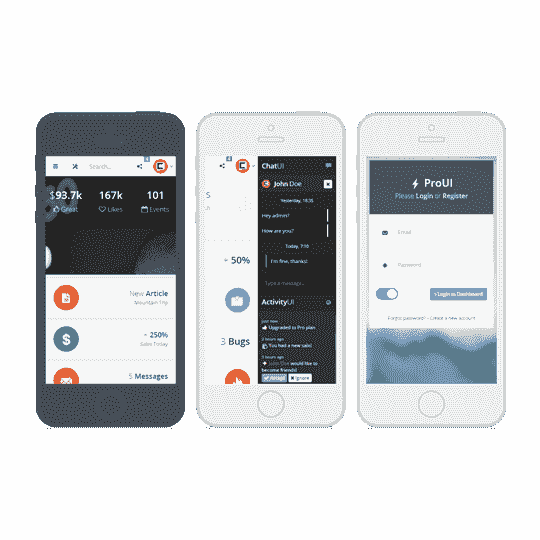 Search...
4
$93.7k 167k 101
Great Likes Events
New Article
Mountain Trip
+ 250%
Sales Today
5 Messages
4
S
+ 50%
3 Bugs
ChatUI
John Doe
Yesterday, 18:35
Hey admin?
How are you?
Today, 7:10
I'm fine, thanks!
Type a message...
ActivityUI
just now
Upgraded to Pro plan
2 hours ago
You had a new sale!
3 hours ago
John Doe would like to
become friends!
Accept Ignore
ProUI
Please Login or Register
Email
Password
Login to Dashboard
Forgot password? - Create a new account